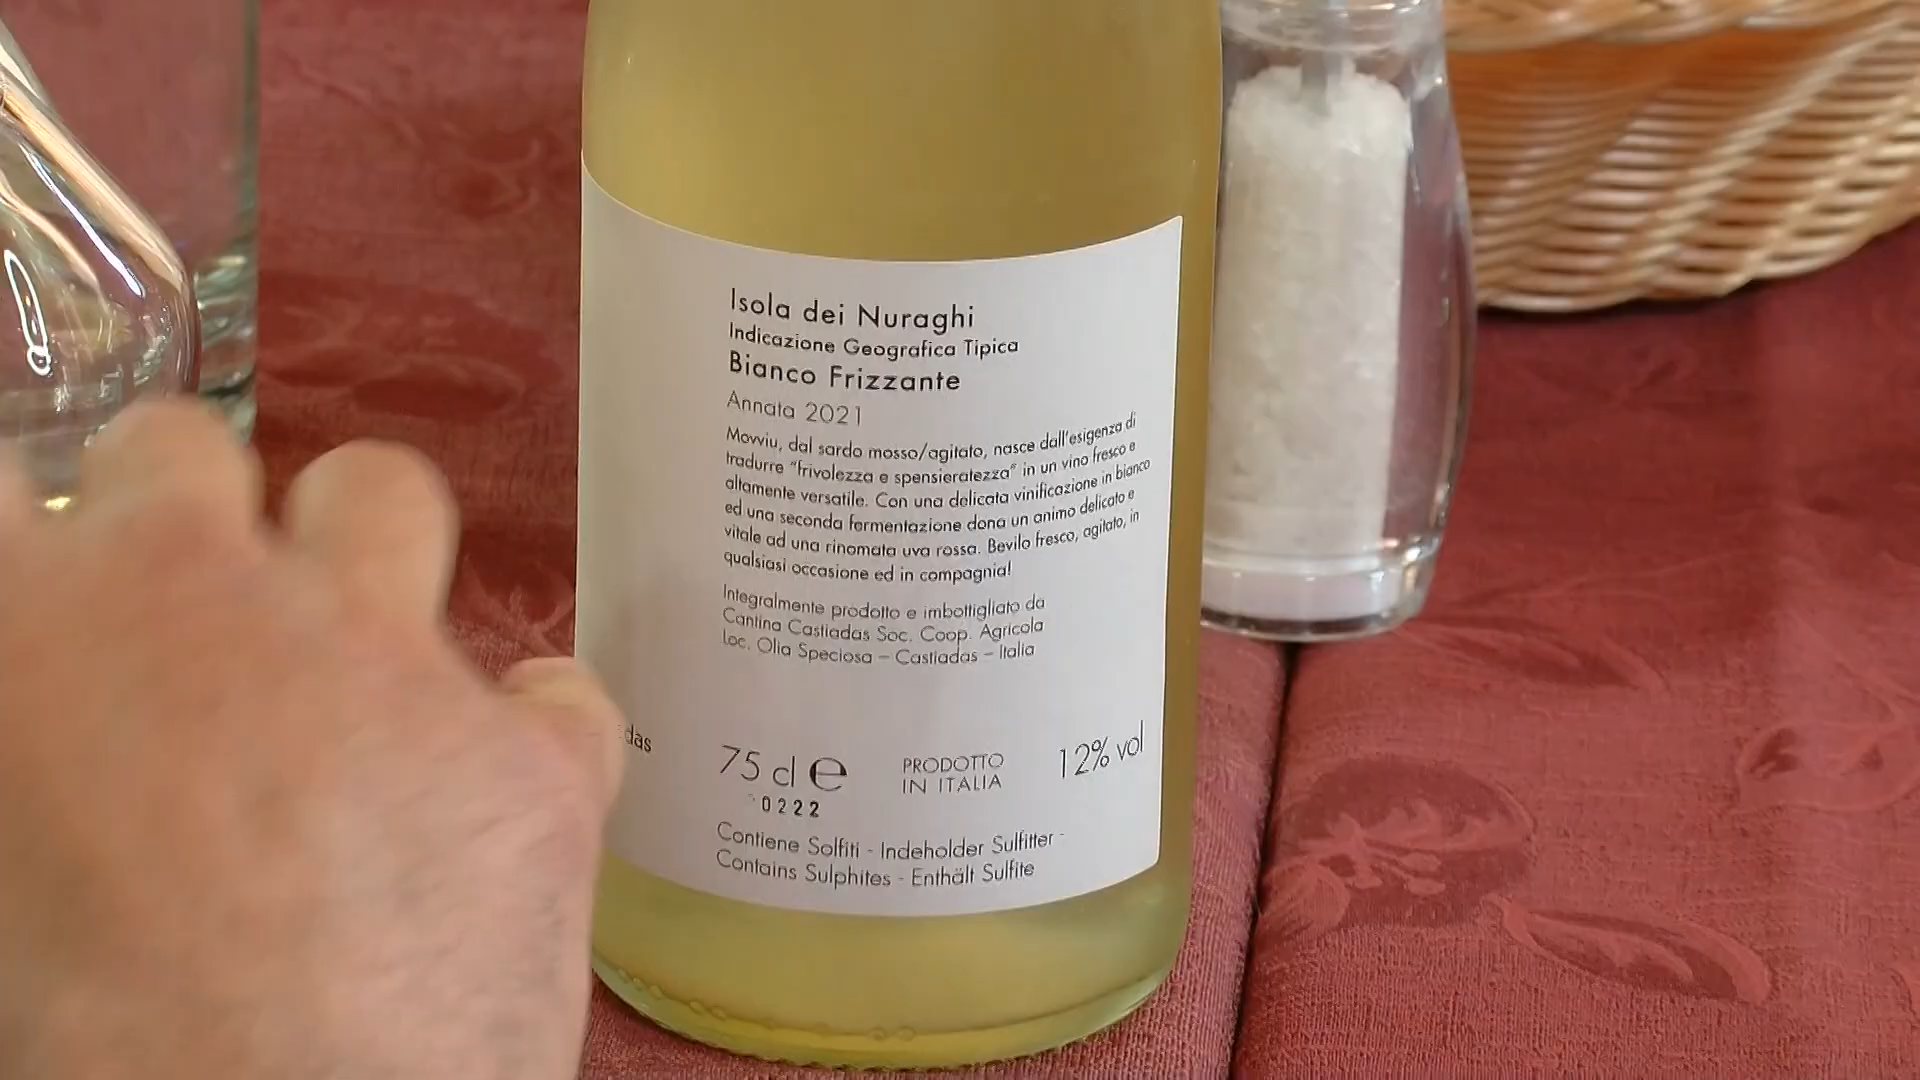 Isola dei Nuraghi
Indicazione Geografica Tipica
Bianco Frizzante
Annata 2021
Movviu, dal sardo mosso/agitato, nasce dall'esigenza di
tradurre "frivolezza e spensieratezza" in un vino fresco e
altamente versatile. Con una delicata vinificazione in bianco
ed una seconda fermentazione dona un animo delicato e
vitale ad una rinomata uva rossa. Bevilo fresco, agitato, in
qualsiasi occasione ed in compagnia!
Integralmente prodotto e imbottigliato da
Cantina Castiadas Soc. Coop. Agricola
Loc. Olia Speciosa – Castiadas – Italia
75 cl e
PRODOTTO
IN ITALIA
12% vol
0222
Contiene Solfiti - Indeholder Sulfitter -
Contains Sulphites - Enthält Sulfite